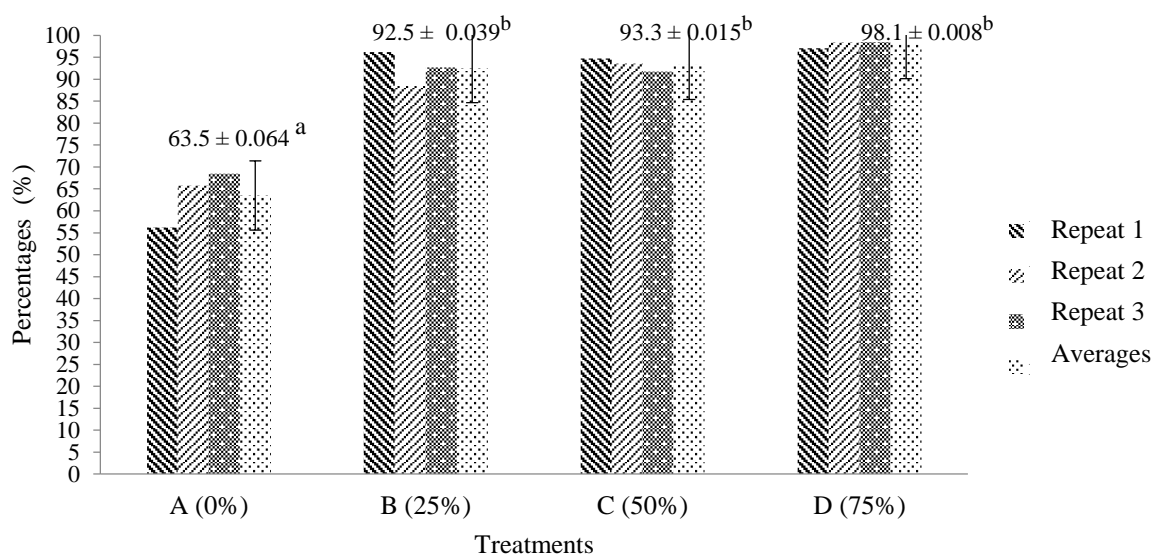 92.5 ± 0.039b
93.3 ± 0.015b
98.1 ± 0.008b
63.5 ± 0.064 a
100
95
90
85
80
75
70
65
60
55
50
45
40
35
30
25
20
15
10
5
0
Percentages (%)
A (0%)
B (25%)
C (50%)
D (75%)
Treatments
Repeat 1
Repeat 2
Repeat 3
Averages